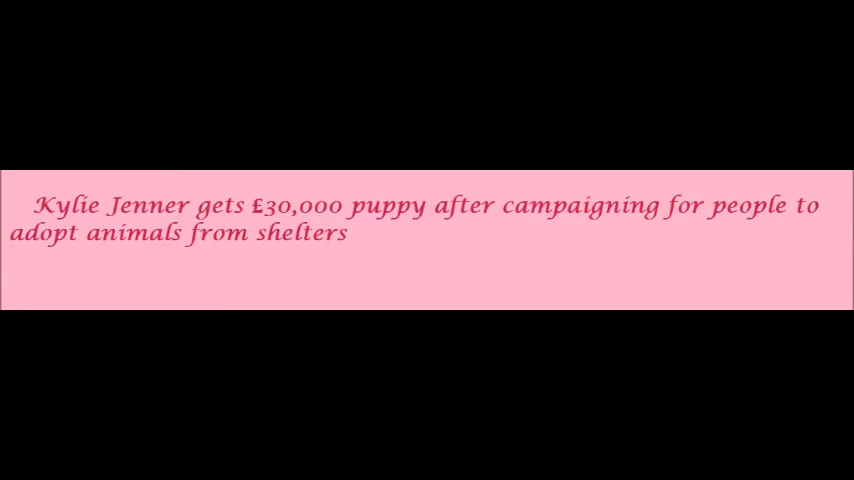 Kylie Jenner gets £30,000 puppy after campaigning for people to
adopt animals from shelters